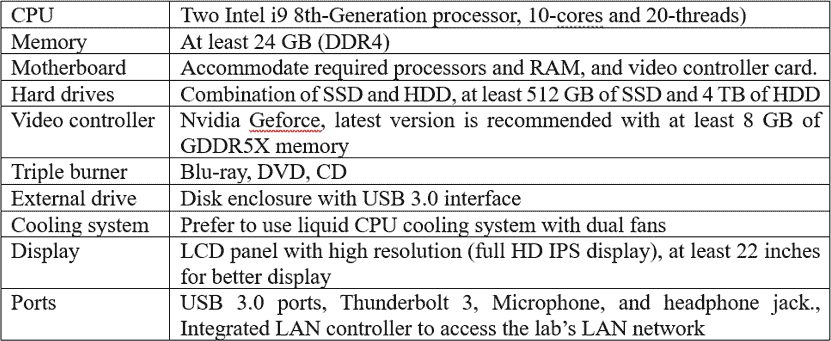 CPU Two Intel i9 8th-Generation processor, 10-cores and 20-threads)
Memory At least 24 GB (DDR4)
Motherboard Accommodate required processors and RAM, and video controller card.
Hard drives Combination of SSD and HDD, at least 512 GB of SSD and 4 TB of HDD
Video controller Nvidia Geforce, latest version is recommended with at least 8 GB of
GDDR5X memory
Triple burner Blu-ray, DVD, CD
External drive Disk enclosure with USB 3.0 interface
Cooling system Prefer to use liquid CPU cooling system with dual fans
Display LCD panel with high resolution (full HD IPS display), at least 22 inches
for better display
Ports USB 3.0 ports, Thunderbolt 3, Microphone, and headphone jack.,
Integrated LAN controller to access the lab's LAN network